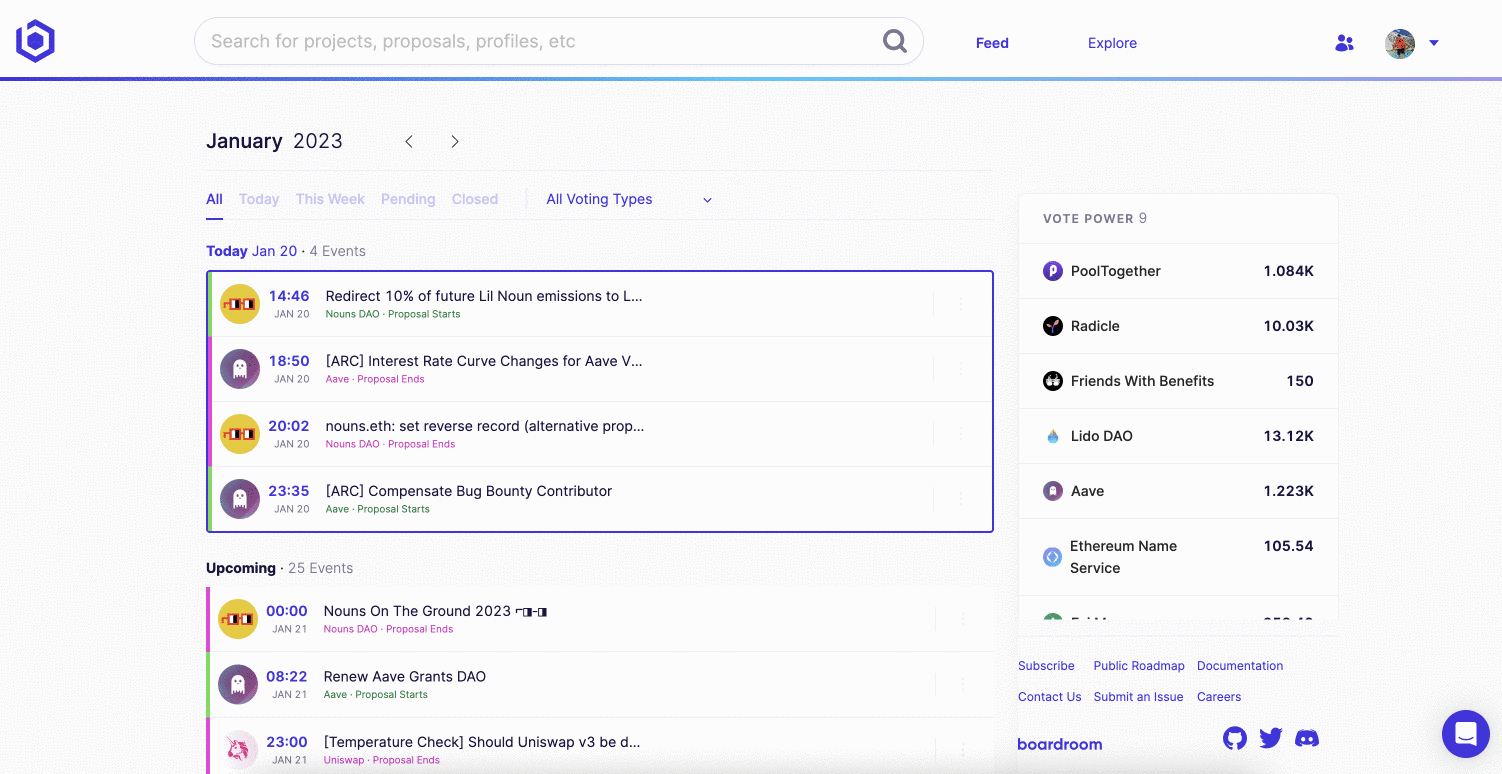 Search for projects, proposals, profiles, etc
Feed
Explore
January 2023
All Today This Week Pending Closed All Voting Types
Today Jan 20 · 4 Events
14:46 Redirect 10% of future Lil Noun emissions to L...
JAN 20 Nouns DAO · Proposal Starts
18:50 [ARC] Interest Rate Curve Changes for Aave V...
JAN 20 Aave · Proposal Ends
20:02 nouns.eth: set reverse record (alternative prop...
JAN 20 Nouns DAO · Proposal Ends
23:35 [ARC] Compensate Bug Bounty Contributor
JAN 20 Aave · Proposal Starts
Upcoming · 25 Events
00:00 Nouns On The Ground 2023 ⌐◨-◨
JAN 21 Nouns DAO · Proposal Ends
08:22 Renew Aave Grants DAO
JAN 21 Aave · Proposal Starts
23:00 [Temperature Check] Should Uniswap v3 be d...
JAN 21 Uniswap · Proposal Ends
VOTE POWER 9
PoolTogether 1.084K
Radicle 10.03K
Friends With Benefits 150
Lido DAO 13.12K
Aave 1.223K
Ethereum Name Service 105.54
Subscribe Public Roadmap Documentation
Contact Us Submit an Issue Careers
boardroom